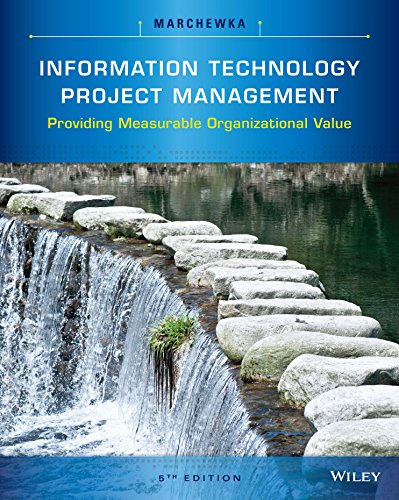 MARCHEWKA
INFORMATION TECHNOLOGY
PROJECT MANAGEMENT
Providing Measurable Organizational Value
5TH EDITION
WILEY